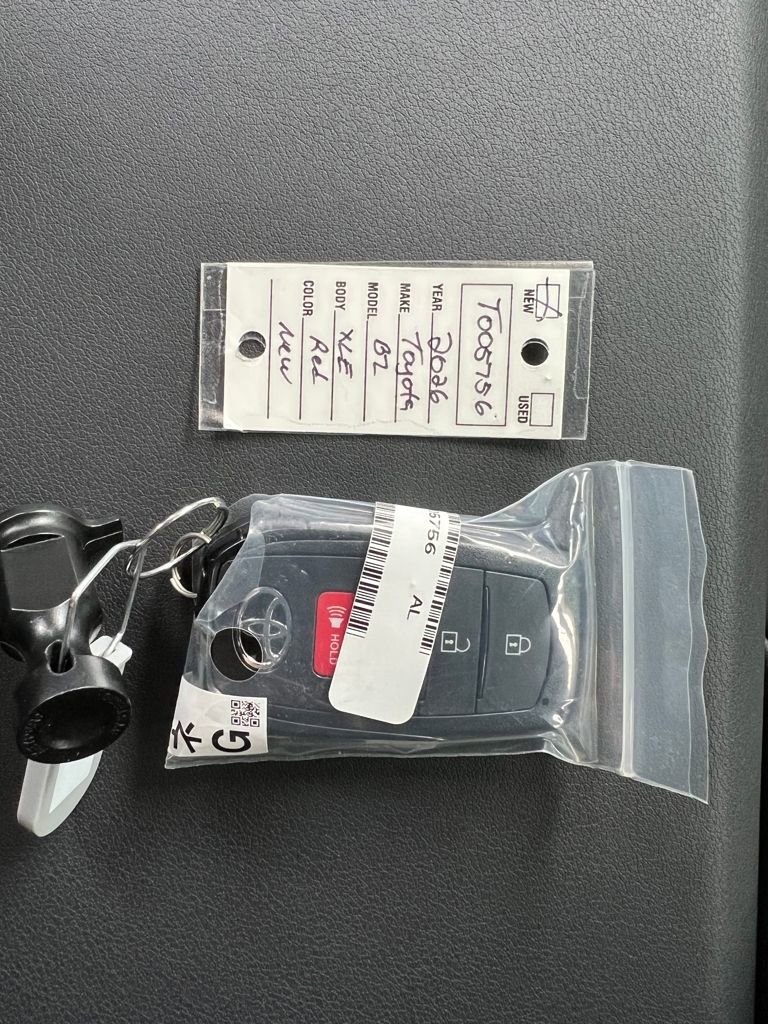 NEW USED
T005756
YEAR 2026
MAKE Toyota
MODEL BZ
BODY XLE
COLOR Red
New
5756
AL
HOLD
G